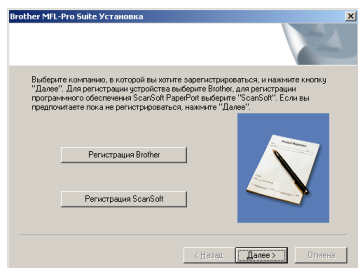 Brother MFL-Pro Suite Установка
Выберите компанию, в которой вы хотите зарегистрироваться, и нажмите кнопку
"Далее". Для регистрации устройства выберите Brother, для регистрации
программного обеспечения ScanSoft PaperPort выберите "ScanSoft". Если вы
предпочитаете пока не регистрироваться, нажмите "Далее".
Регистрация Brother
Регистрация ScanSoft
< Назад
Далее >
Отмена